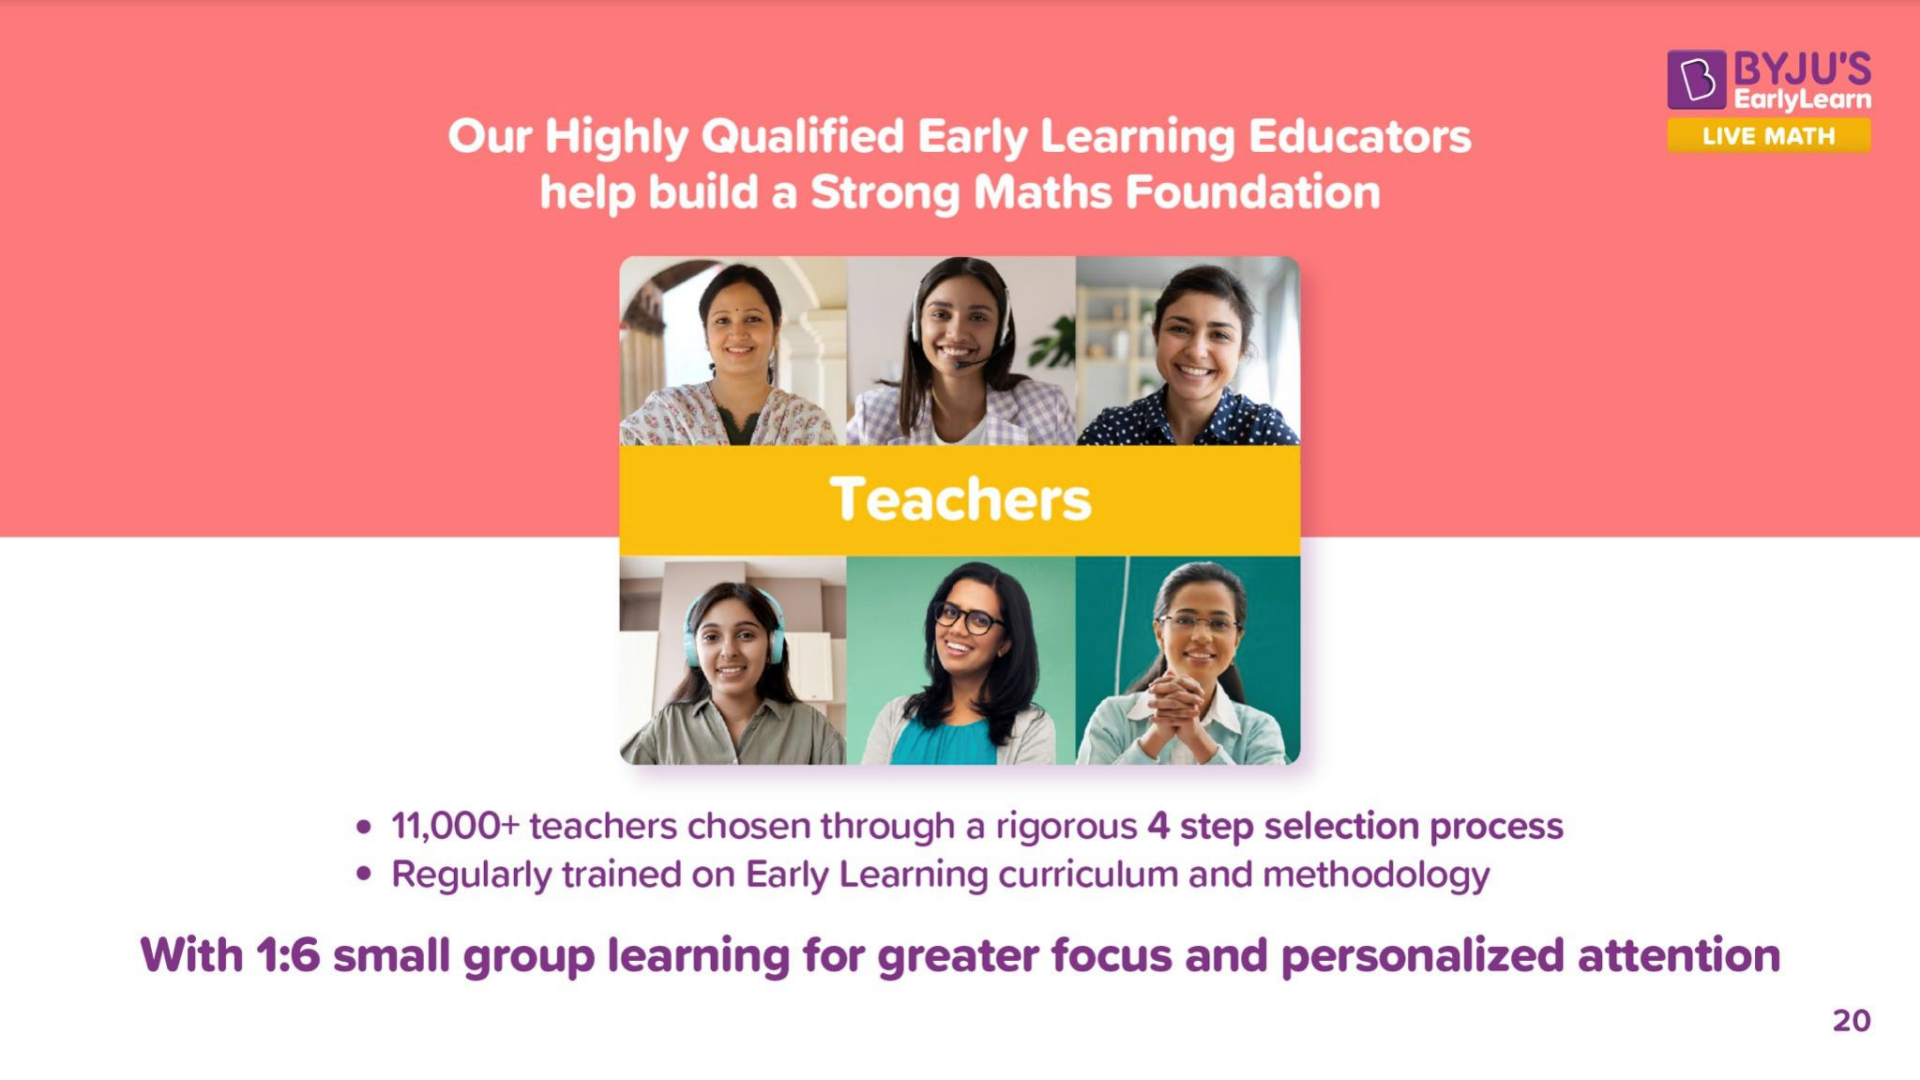 BYJU'S
EarlyLearn
LIVE MATH
Our Highly Qualified Early Learning Educators
help build a Strong Maths Foundation
Teachers
• 11,000+ teachers chosen through a rigorous 4 step selection process
• Regularly trained on Early Learning curriculum and methodology
With 1:6 small group learning for greater focus and personalized attention
20